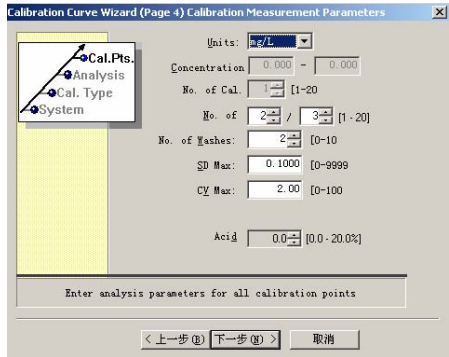 Calibration Curve Wizard (Page 4) Calibration Measurement Parameters
Cal.Pts.
Analysis
Cal. Type
System
Units: mg/L
Concentration 0.000 - 0.000
No. of Cal. 1 [1-20
No. of 2 / 3 [1 - 20]
No. of Washes: 2 [0-10
SD Max: 0.1000 [0-9999
CV Max: 2.00 [0-100
Acid 0.0 [0.0 - 20.0%]
Enter analysis parameters for all calibration points
< 上一步(B) 下一步(N) > 取消